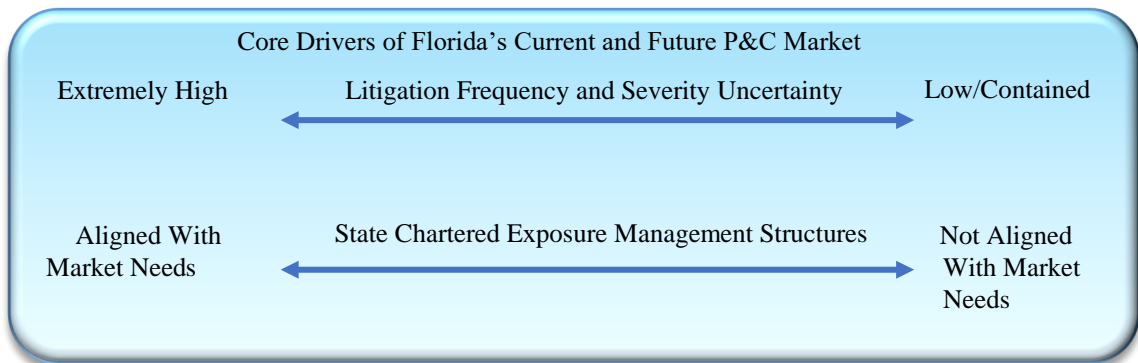 Core Drivers of Florida’s Current and Future P&C Market
Extremely High
Litigation Frequency and Severity Uncertainty
Low/Contained
Aligned With
Market Needs
State Chartered Exposure Management Structures
Not Aligned
With Market
Needs